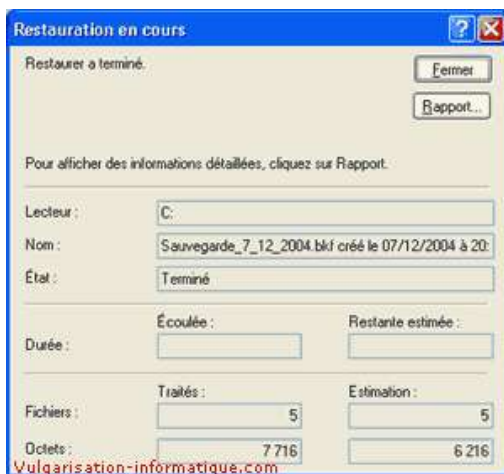 Restauration en cours
Restaurer a terminé.
Fermer
Rapport...
Pour afficher des informations détaillées, cliquez sur Rapport.
Lecteur : C:
Nom : Sauvegarde_7_12_2004.bkf créé le 07/12/2004 à 20:
État : Terminé
Écoulée : Restante estimée :
Durée :
Traités : Estimation :
Fichiers : 5 5
Octets : 7 716 6 216
Vulgarisation-informatique.com